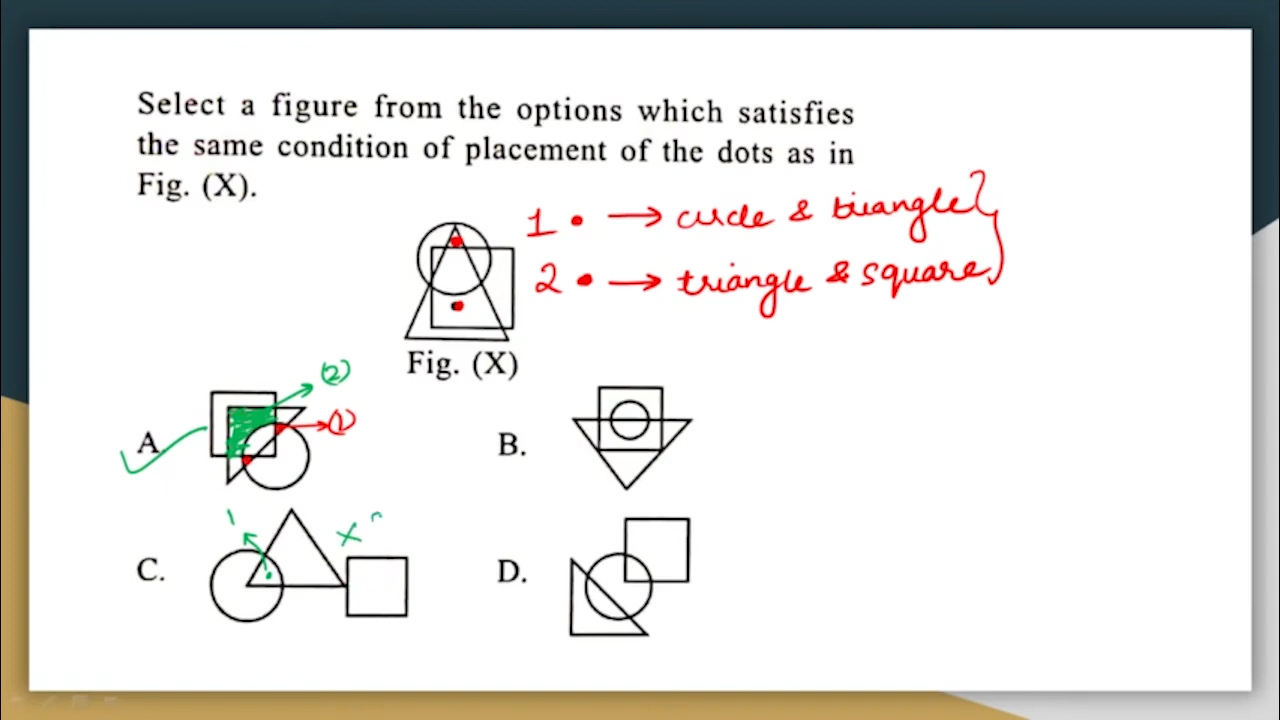 Select a figure from the options which satisfies
the same condition of placement of the dots as in
Fig. (X).
1 • → circle & triangle
2 • → triangle & square
Fig. (X)
(2)
(1)
A
B.
1
X
C.
D.